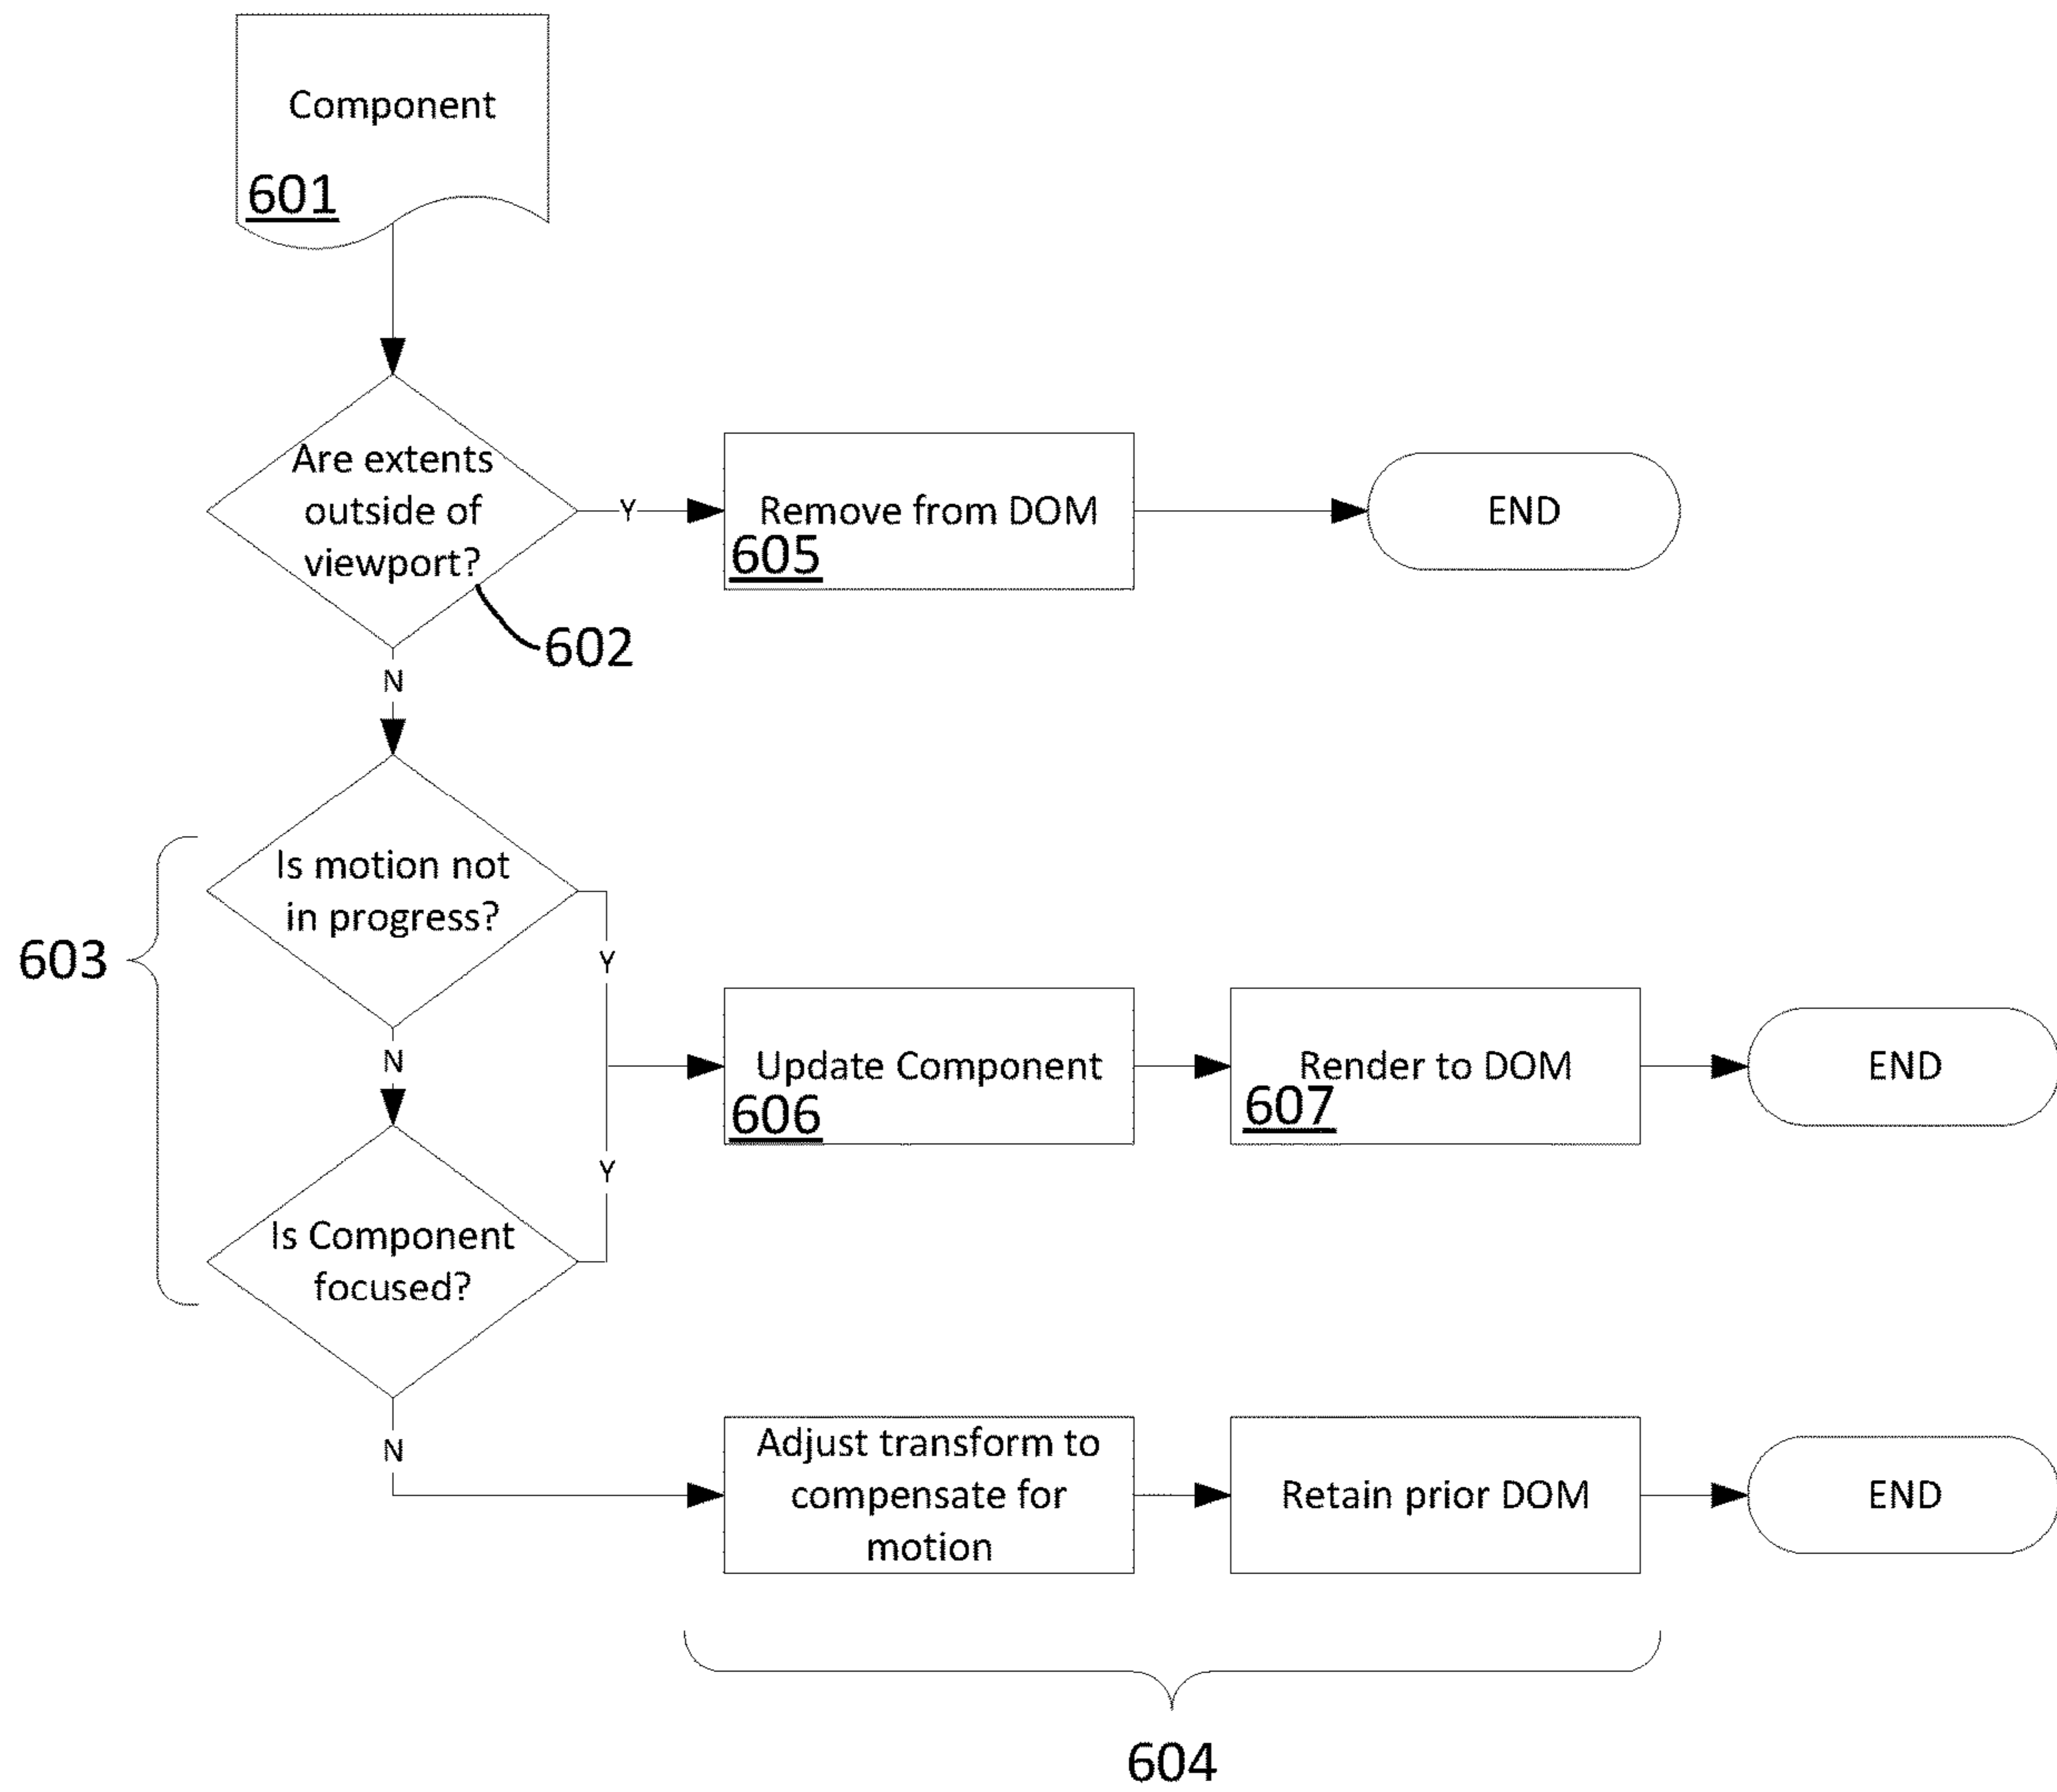 Component
601
Are extents
outside of
viewport?
602
Y
Remove from DOM
605
END
N
603
Is motion not
in progress?
Y
N
Update Component
606
Render to DOM
607
END
Y
Is Component
focused?
N
Adjust transform to
compensate for
motion
Retain prior DOM
END
604